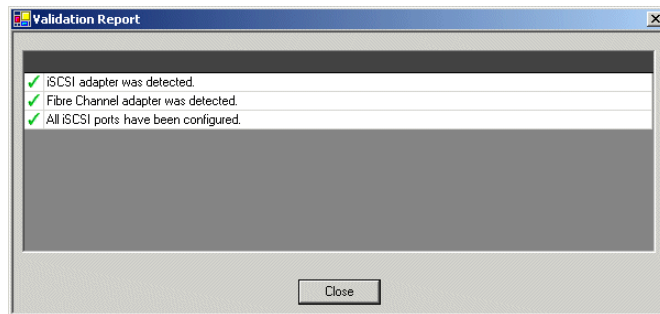 Validation Report
iSCSI adapter was detected.
Fibre Channel adapter was detected.
All iSCSI ports have been configured.
Close